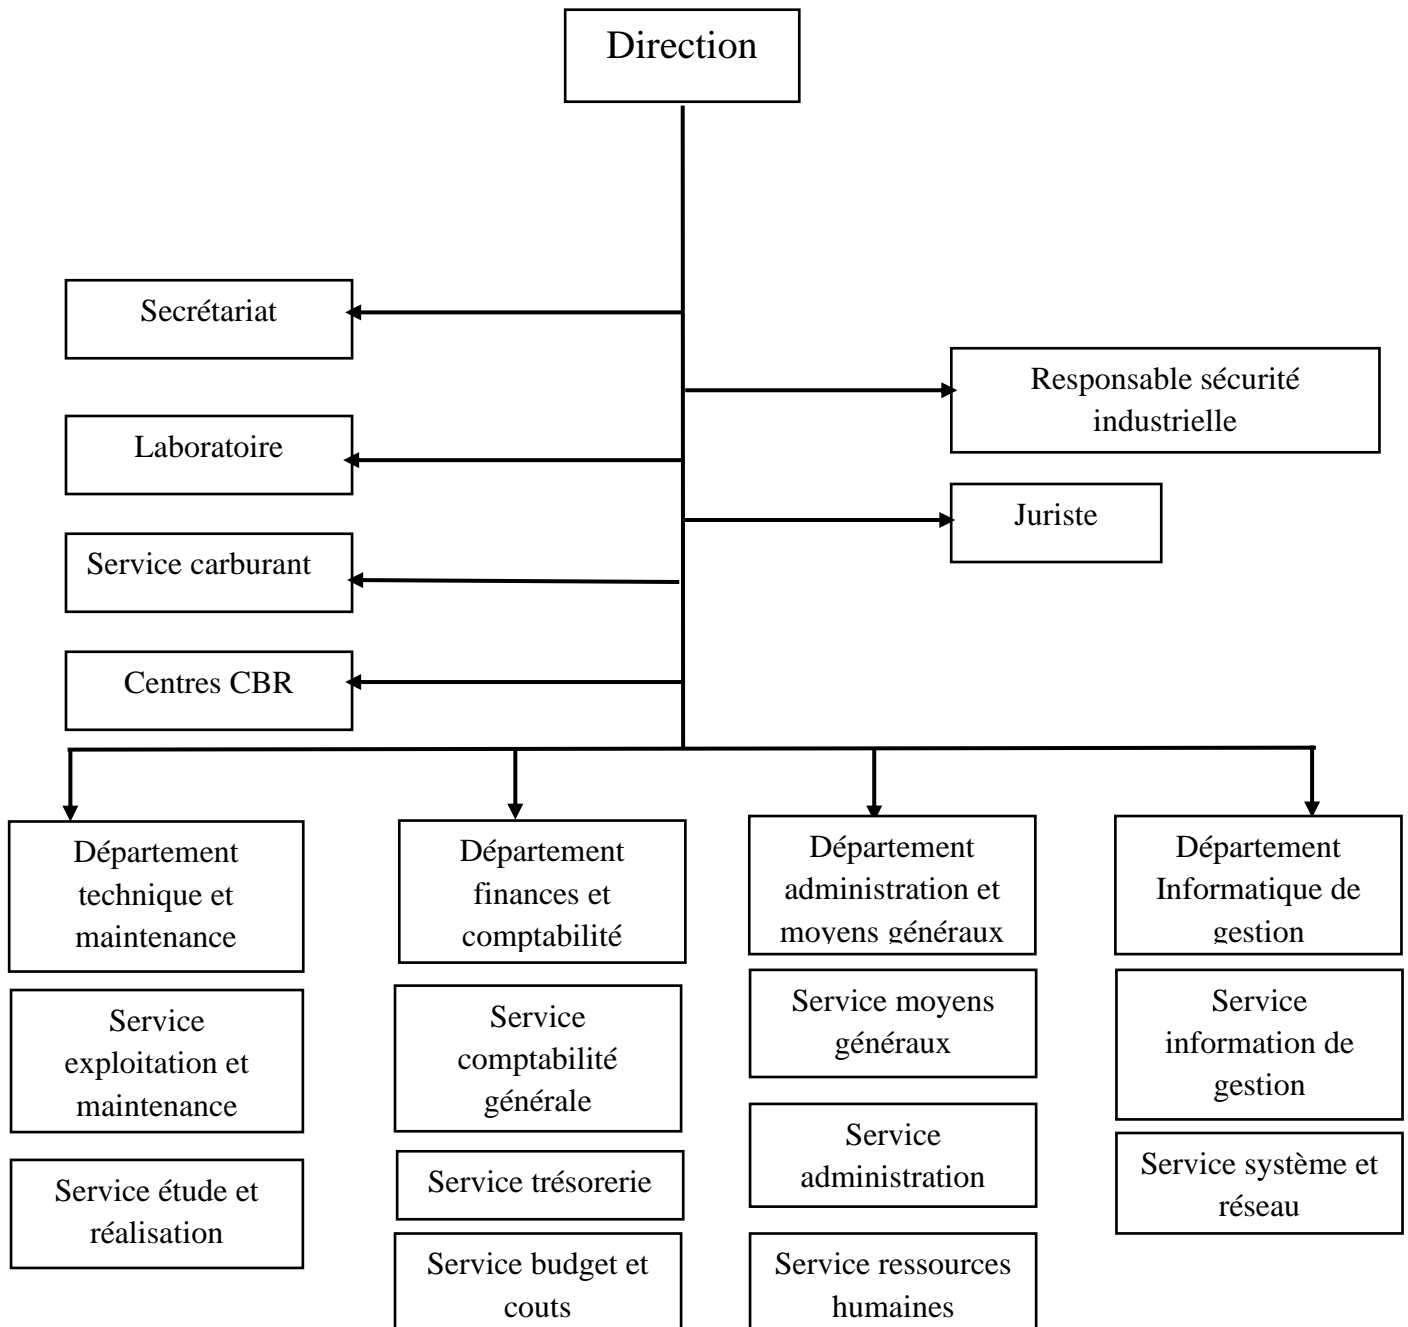 Direction
Secrétariat
Responsable sécurité
industrielle
Laboratoire
Juriste
Service carburant
Centres CBR
Département
technique et
maintenance
Département
finances et
comptabilité
Département
administration et
moyens généraux
Département
Informatique de
gestion
Service
exploitation et
maintenance
Service
comptabilité
générale
Service moyens
généraux
Service
information de
gestion
Service étude et
réalisation
Service trésorerie
Service
administration
Service système et
réseau
Service budget et
couts
Service ressources
humaines